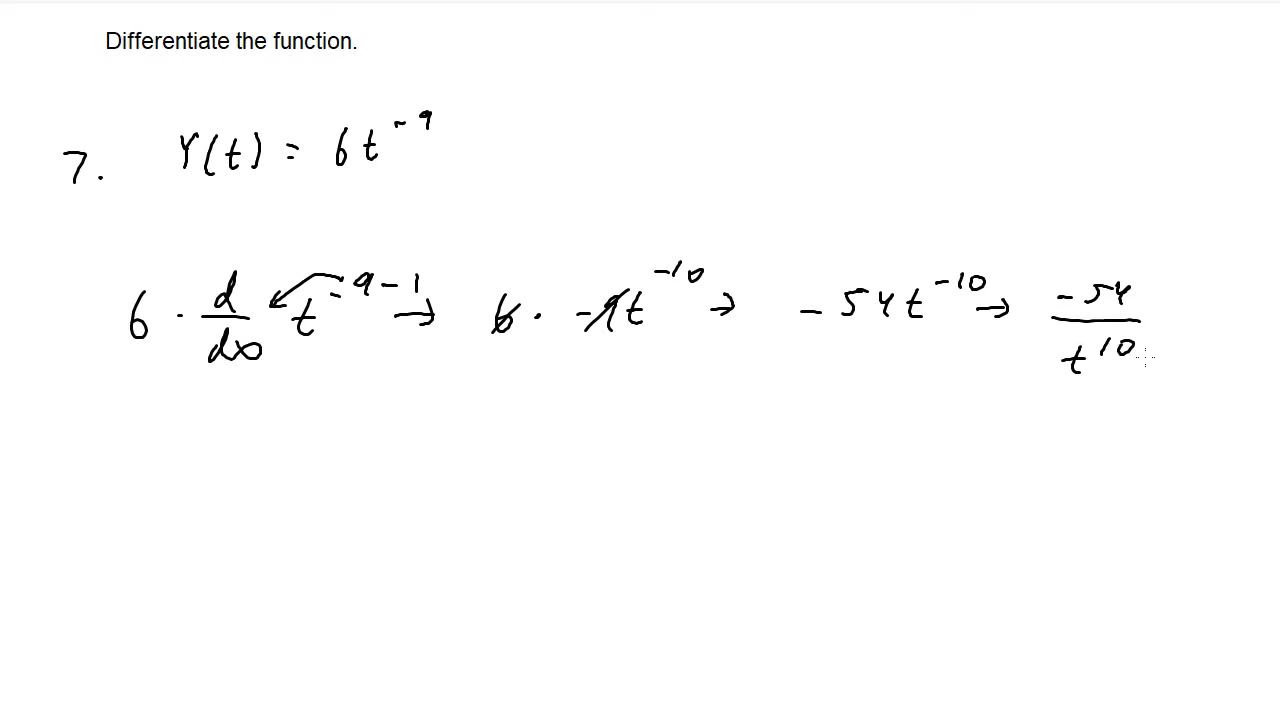 Differentiate the function.
7. Y(t) = 6t^-9
6 · d/dx t^-9-1 → 6 · -9t^-10 → -54t^-10 → -54/t^10